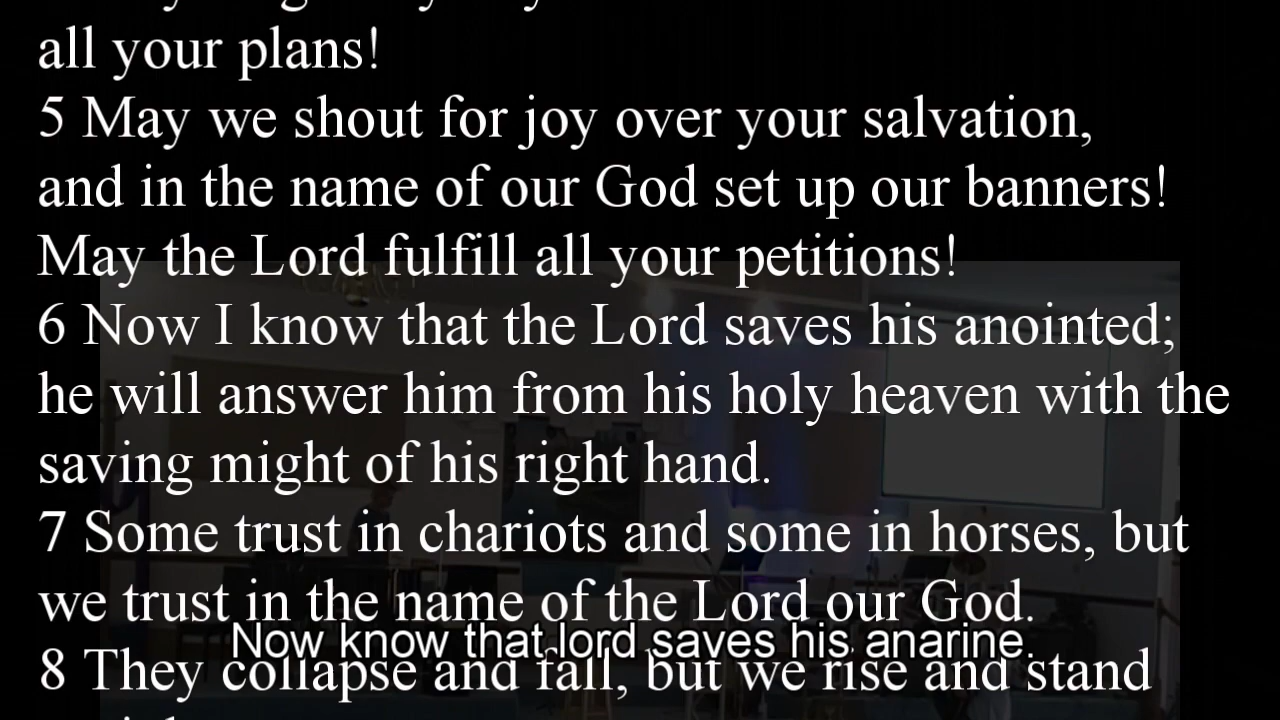 all your plans!
5 May we shout for joy over your salvation,
and in the name of our God set up our banners!
May the Lord fulfill all your petitions!
6 Now I know that the Lord saves his anointed;
he will answer him from his holy heaven with the
saving might of his right hand.
7 Some trust in chariots and some in horses, but
we trust in the name of the Lord our God.
Now know that lord saves his anarine.
8 They collapse and fall, but we rise and stand